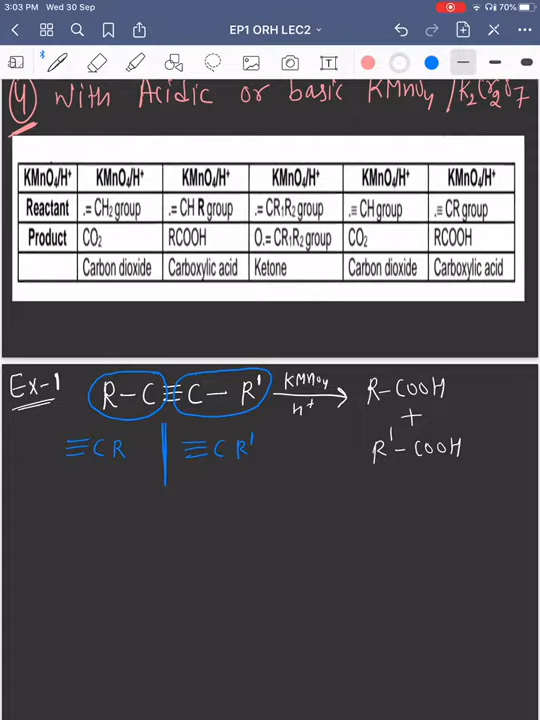 3:03 PM Wed 30 Sep
70%
EP1 ORH LEC2
T
(4) With Acidic or basic KMnO4/K2Cr2O7
KMnO₄/H⁺ KMnO₄/H⁺ KMnO₄/H⁺ KMnO₄/H⁺ KMnO₄/H⁺ KMnO₄/H⁺
Reactant .=CH₂ group .=CH R group .=CR₁R₂ group .≡CH group .≡CR group
Product CO₂ RCOOH O.=CR₁R₂ group CO₂ RCOOH
Carbon dioxide Carboxylic acid Ketone Carbon dioxide Carboxylic acid
Ex-1 R-C≡C-R' KMnO4 H+ → R-COOH
+
≡CR | ≡CR' R'-COOH